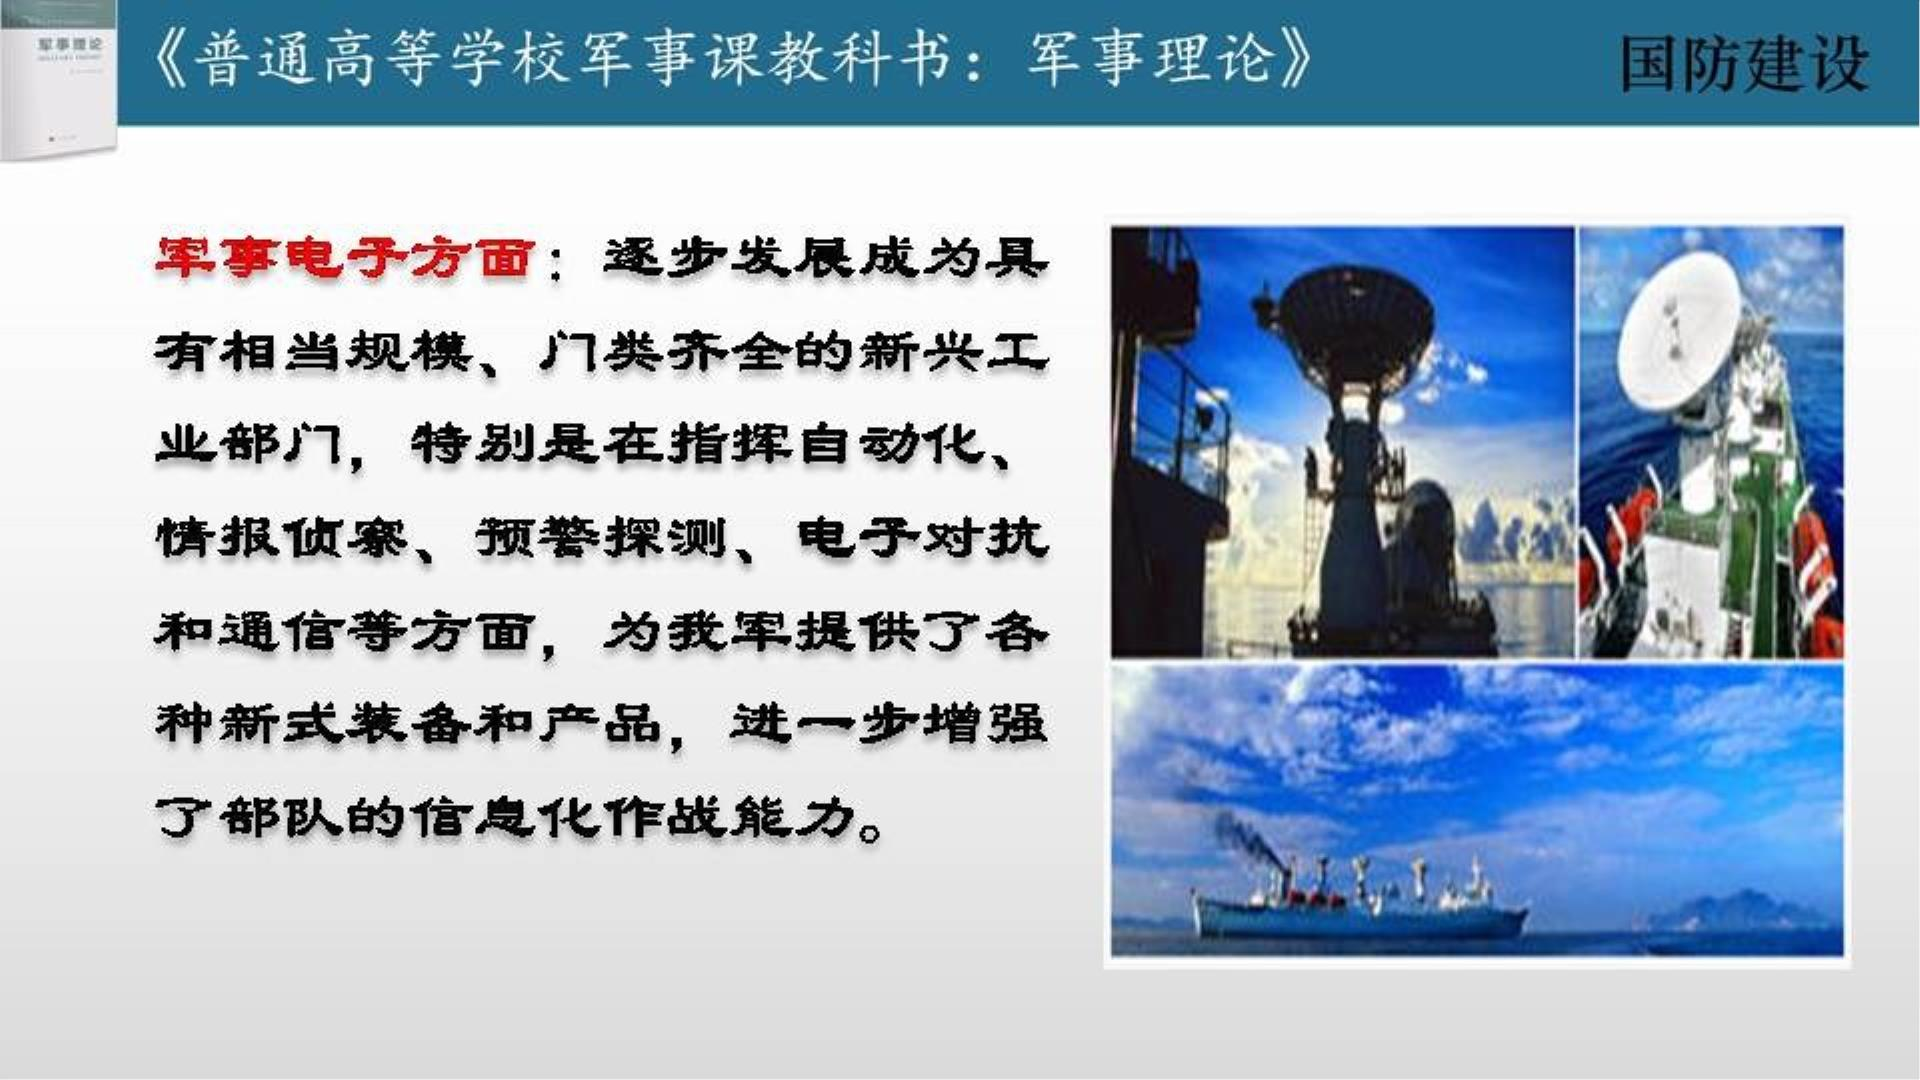 军事理论
《普通高等学校军事课教科书：军事理论》
国防建设
军事电子方面：逐步发展成为具
有相当规模、门类齐全的新兴工
业部门，特别是在指挥自动化、
情报侦察、预警探测、电子对抗
和通信等方面，为我军提供了各
种新式装备和产品，进一步增强
了部队的信息化作战能力。